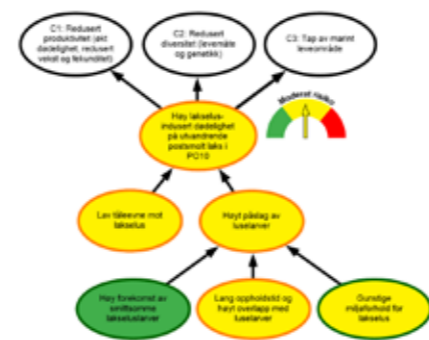 C1: Redusert
produktivitet (økt
dødelighet, redusert
vekst og fekunditet)
C2: Redusert
diversitet (levemåte
og genetikk)
C3: Tap av marint
leveområde
Høy lakselus-
indusert dødelighet
på utvandrende
postsmolt laks i
PO10
Moderat risiko
Lav tåleevne mot
lakselus
Høyt påslag av
luselarver
Høy forekomst av
smittsomme
lakseluslarver
Lang oppholdstid og
høyt overlapp med
luselarver
Gunstige
miljøforhold for
lakselus